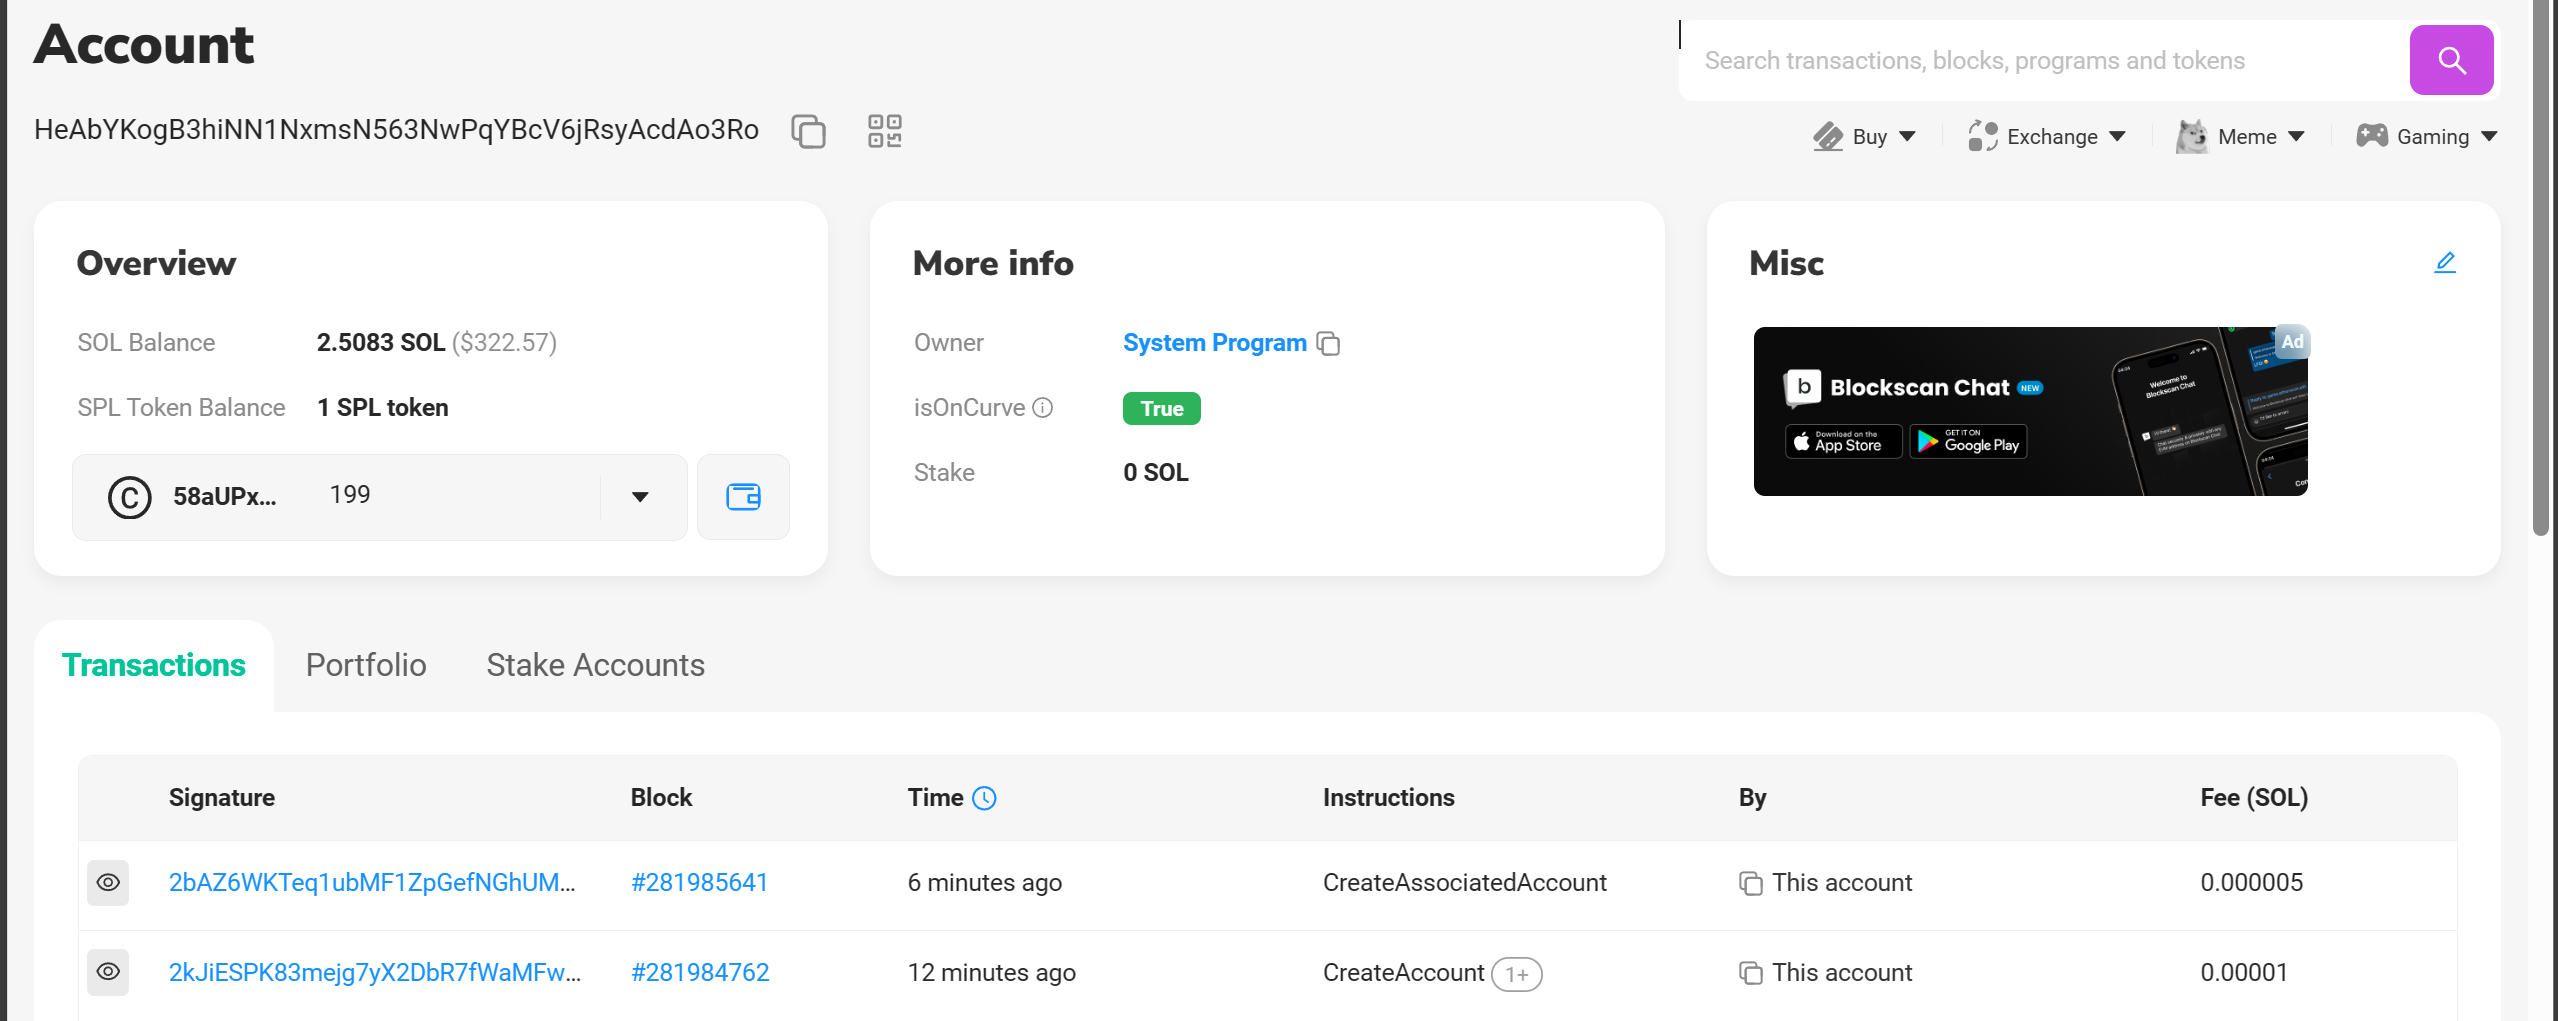 Account
Search transactions, blocks, programs and tokens
HeAbYKogB3hiNN1NxmsN563NwPqYBcV6jRsyAcdAo3Ro
Buy Exchange Meme Gaming
Overview
SOL Balance 2.5083 SOL ($322.57)
SPL Token Balance 1 SPL token
58aUPx... 199
More info
Owner System Program
isOnCurve True
Stake 0 SOL
Misc
Ad
b Blockscan Chat NEW
Download on the App Store
GET IT ON Google Play
Welcome to
Blockscan Chat
Transactions Portfolio Stake Accounts
Signature Block Time Instructions By Fee (SOL)
2bAZ6WKTeq1ubMF1ZpGefNGhUM... #281985641 6 minutes ago CreateAssociatedAccount This account 0.000005
2kJiESPK83mejg7yX2DbR7fWaMFw... #281984762 12 minutes ago CreateAccount 1+ This account 0.00001